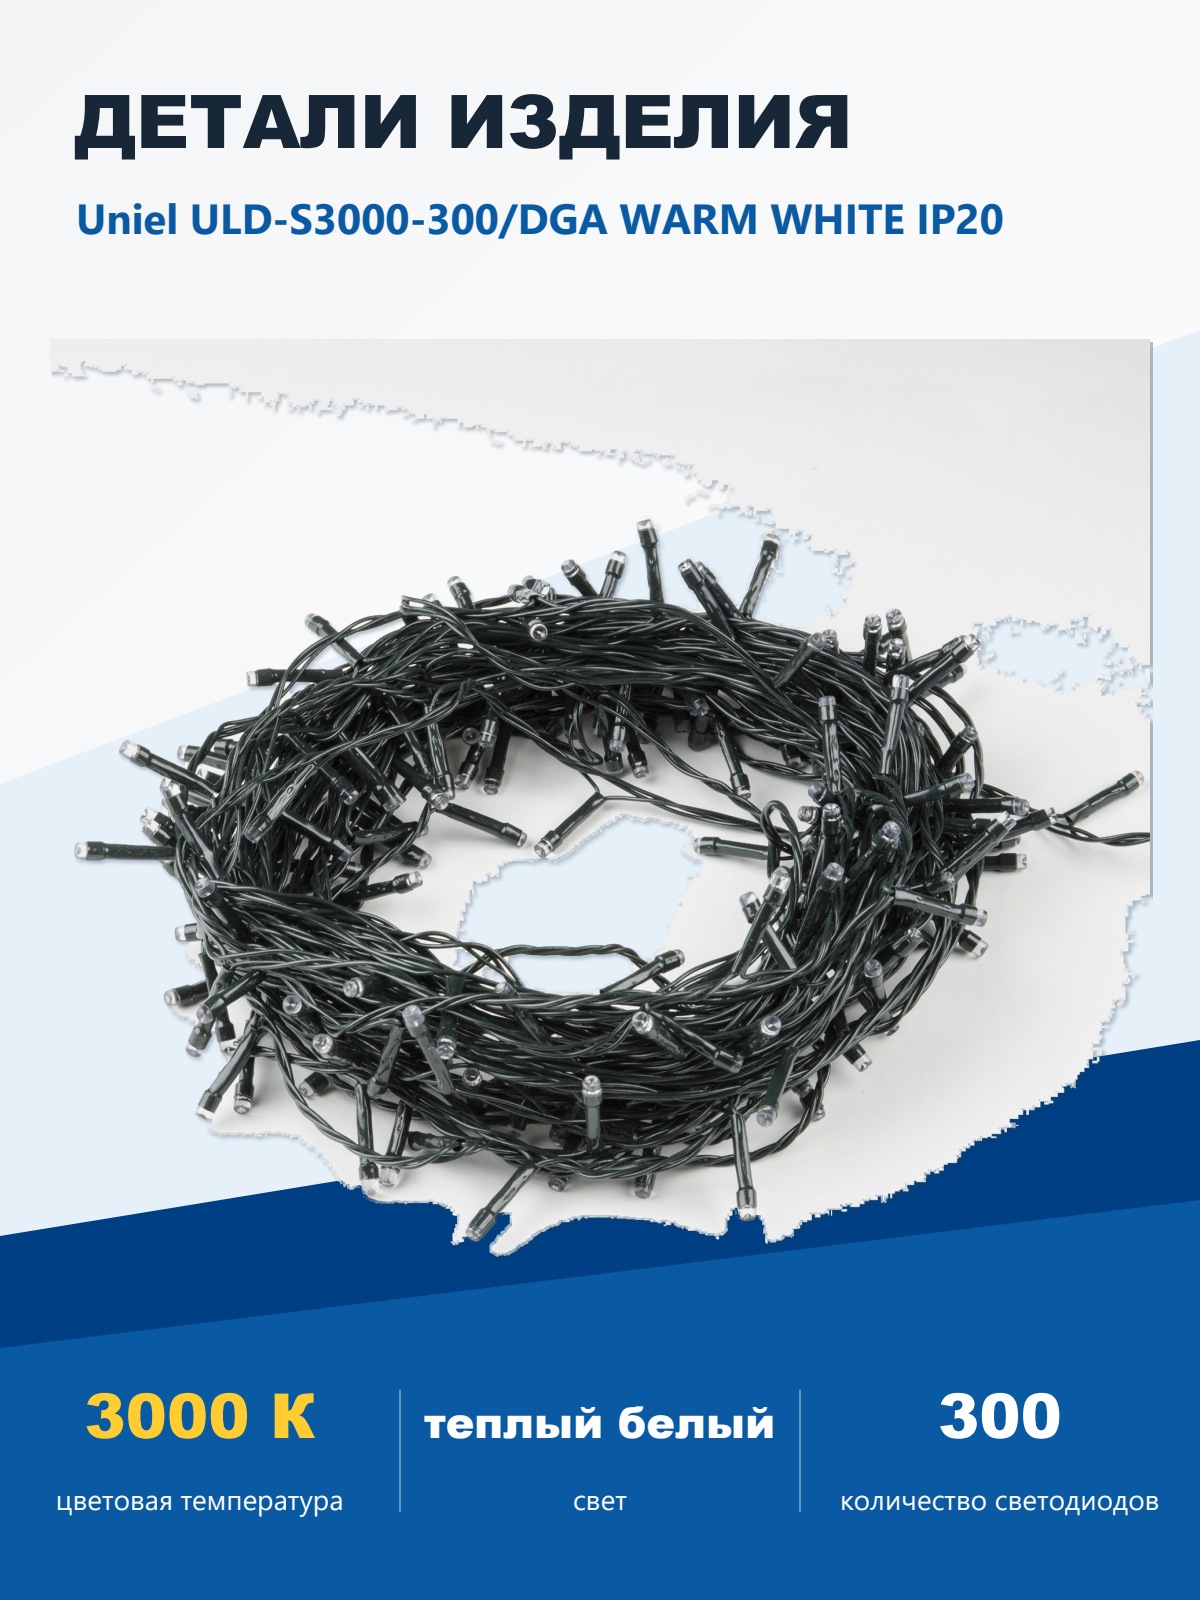 ДЕТАЛИ ИЗДЕЛИЯ
Uniel ULD-S3000-300/DGA WARM WHITE IP20
3000 К
цветовая температура
теплый белый
свет
300
количество светодиодов